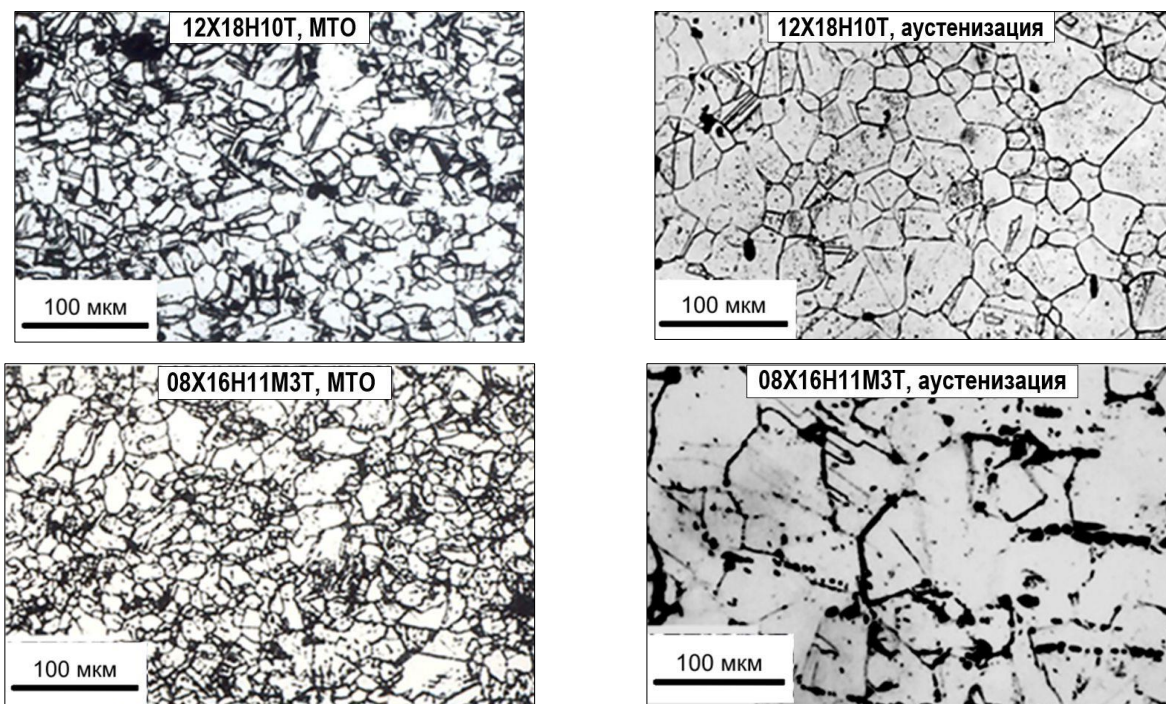 12Х18Н10Т, МТО
12Х18Н10Т, аустенизация
100 мкм
100 мкм
08Х16Н11М3Т, МТО
08Х16Н11М3Т, аустенизация
100 мкм
100 мкм